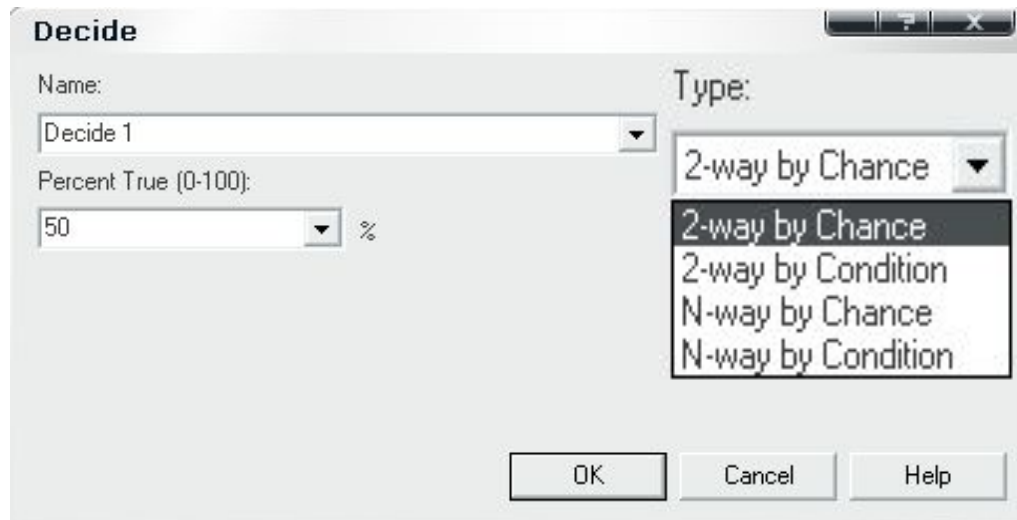 Decide
? X
Name:
Type:
Decide 1
2-way by Chance
Percent True (0-100):
50 %
2-way by Chance
2-way by Condition
N-way by Chance
N-way by Condition
OK Cancel Help